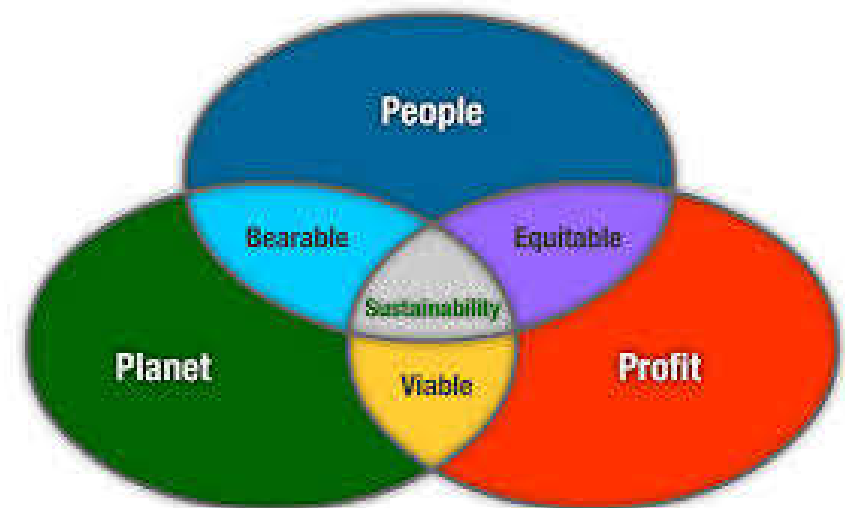 People
Bearable
Equitable
Sustainability
Planet
Viable
Profit